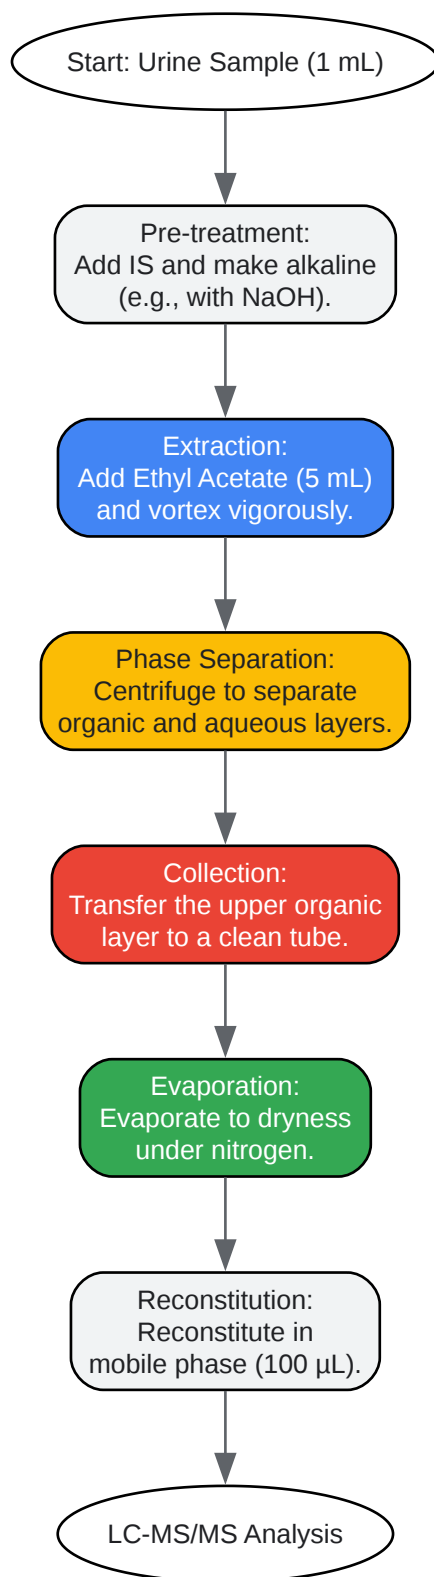 Start: Urine Sample (1 mL)
Pre-treatment:
Add IS and make alkaline
(e.g., with NaOH).
Extraction:
Add Ethyl Acetate (5 mL)
and vortex vigorously.
Phase Separation:
Centrifuge to separate
organic and aqueous layers.
Collection:
Transfer the upper organic
layer to a clean tube.
Evaporation:
Evaporate to dryness
under nitrogen.
Reconstitution:
Reconstitute in
mobile phase (100 µL).
LC-MS/MS Analysis